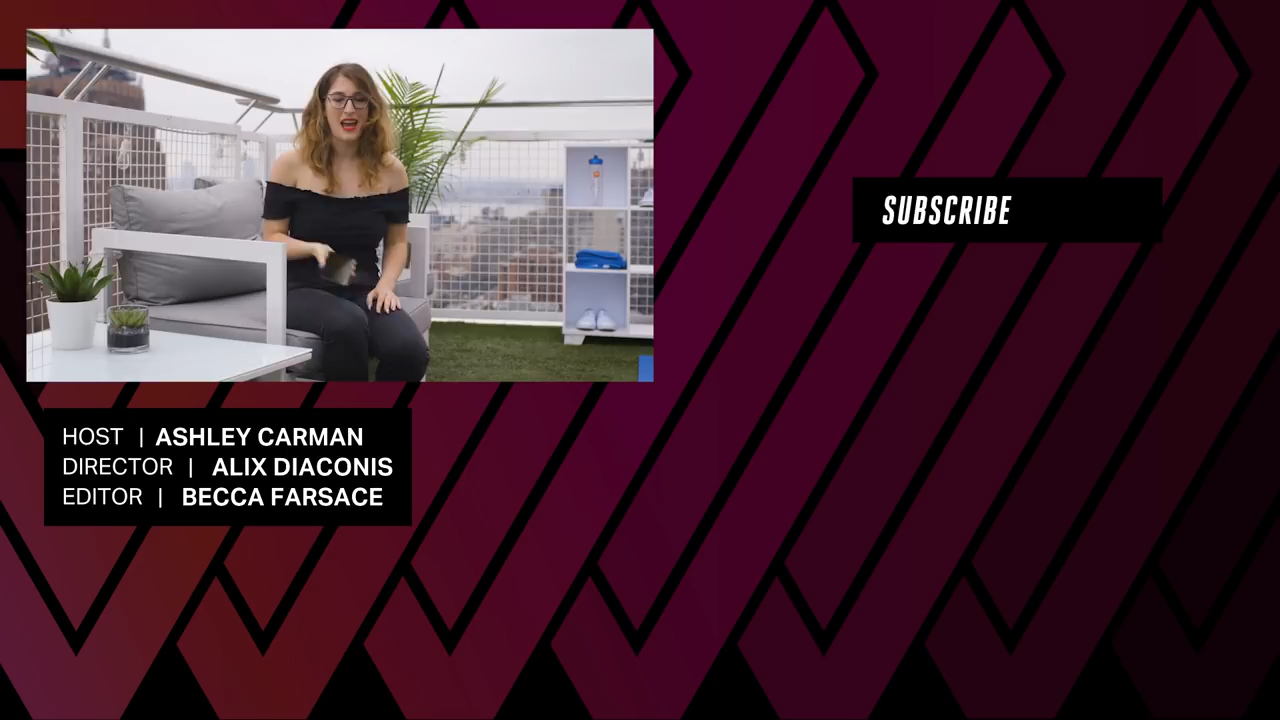 HOST | ASHLEY CARMAN
DIRECTOR | ALIX DIACONIS
EDITOR | BECCA FARSACE
SUBSCRIBE